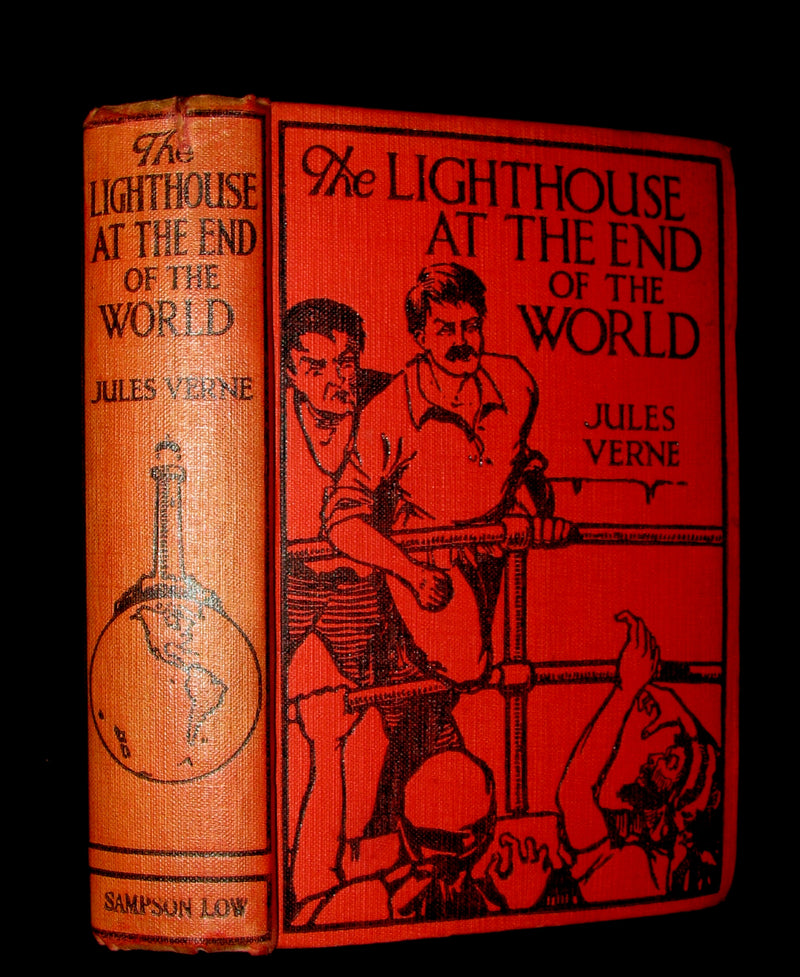 The
LIGHTHOUSE
AT THE END
OF THE
WORLD
JULES VERNE
SAMPSON LOW
The LIGHTHOUSE
AT THE END
OF THE
WORLD
JULES
VERNE